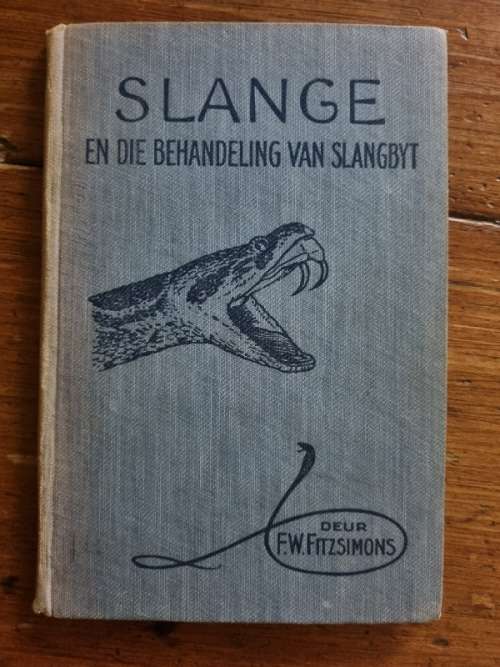 SLANGE
EN DIE BEHANDELING VAN SLANGBYT
DEUR
F.W. FITZSIMONS